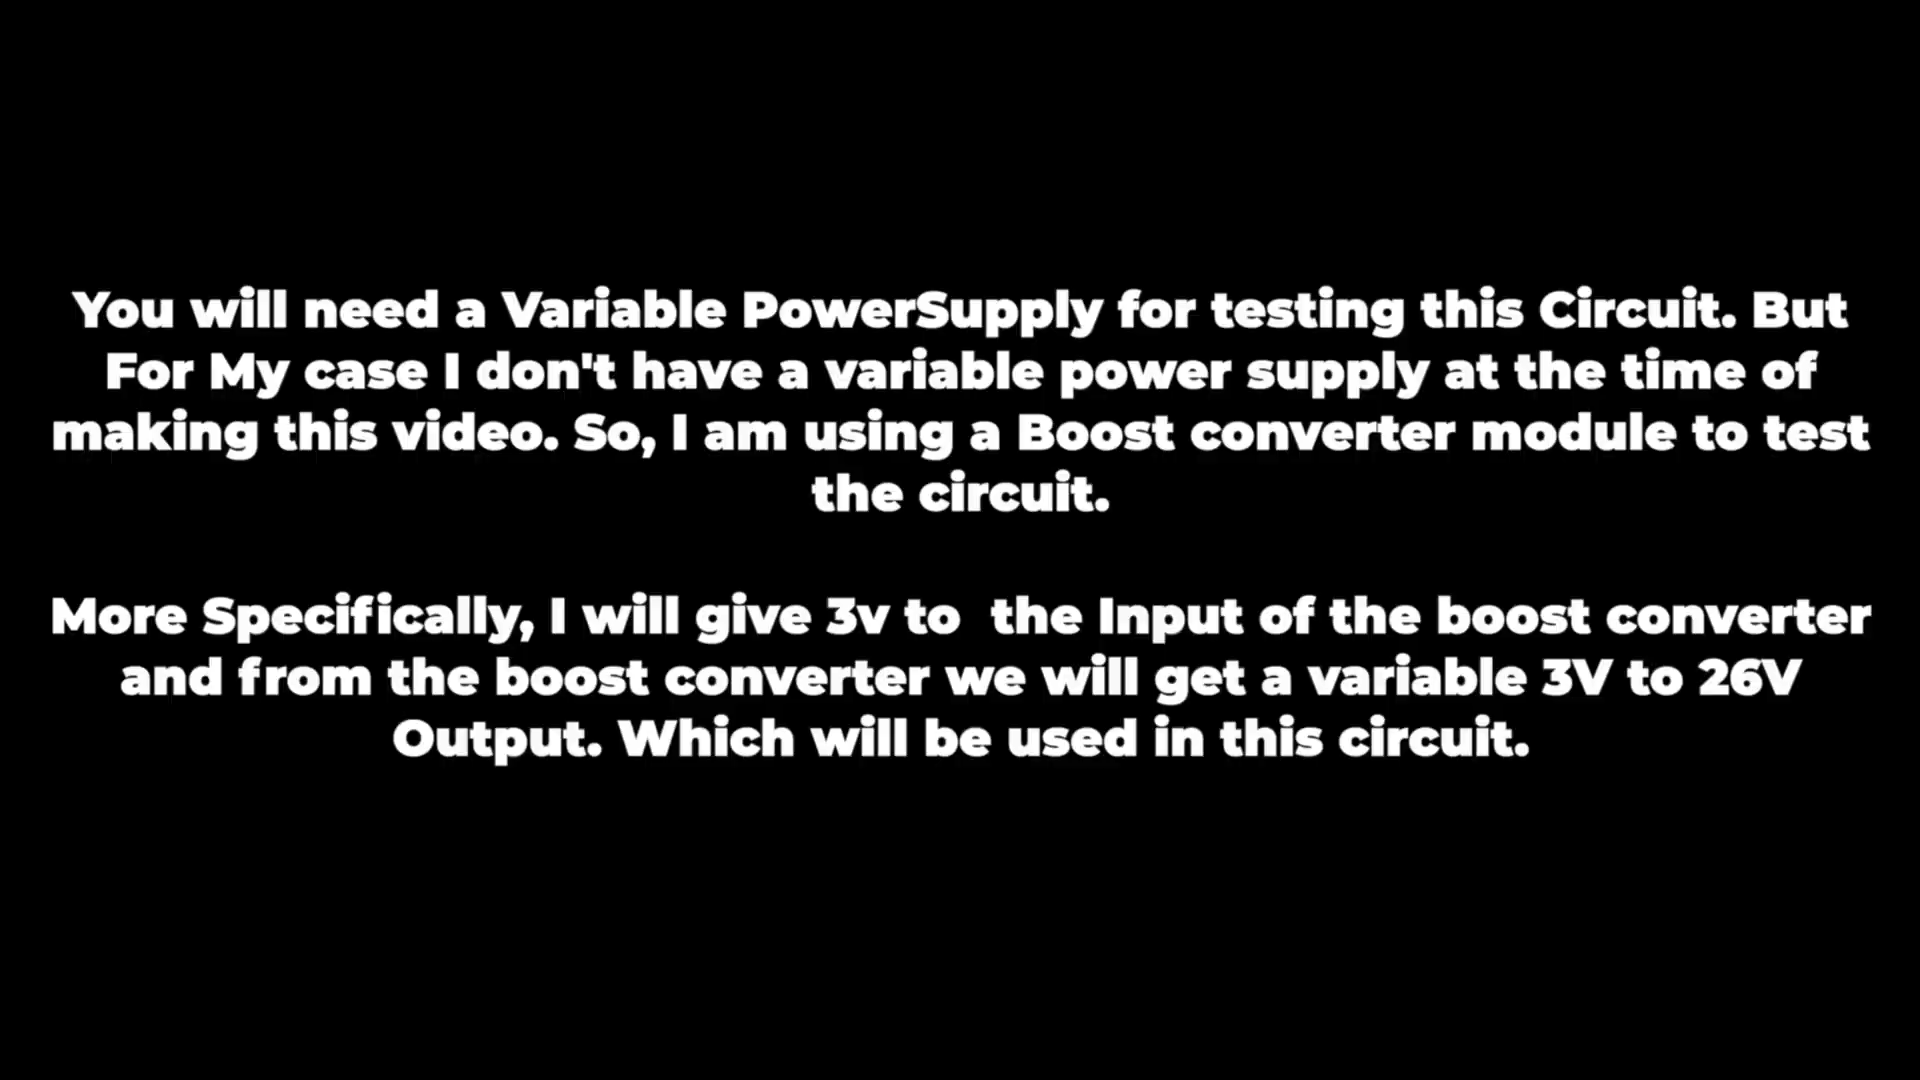 You will need a Variable PowerSupply for testing this Circuit. But
For My case I don't have a variable power supply at the time of
making this video. So, I am using a Boost converter module to test
the circuit.
More Specifically, I will give 3v to  the Input of the boost converter
and from the boost converter we will get a variable 3V to 26V
Output. Which will be used in this circuit.